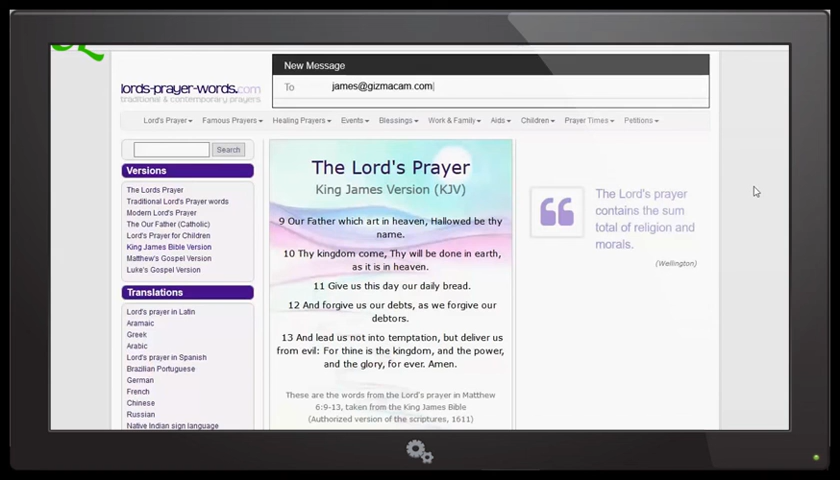 New Message
To james@gizmacam.com
lords-prayer-words.com
traditional & contemporary prayers
Lord's Prayer Famous Prayers Healing Prayers Events Blessings Work & Family Aids Children Prayer Times Petitions
Search
Versions
The Lords Prayer
Traditional Lord's Prayer words
Modern Lord's Prayer
The Our Father (Catholic)
Lord's Prayer for Children
King James Bible Version
Matthew's Gospel Version
Luke's Gospel Version
Translations
Lord's prayer in Latin
Aramaic
Greek
Arabic
Lord's prayer in Spanish
Brazilian Portuguese
German
French
Chinese
Russian
Native Indian sign language
The Lord's Prayer
King James Version (KJV)
9 Our Father which art in heaven, Hallowed be thy
name.
10 Thy kingdom come, Thy will be done in earth,
as it is in heaven.
11 Give us this day our daily bread.
12 And forgive us our debts, as we forgive our
debtors.
13 And lead us not into temptation, but deliver us
from evil: For thine is the kingdom, and the power,
and the glory, for ever. Amen.
These are the words from the Lord's prayer in Matthew
6:9-13, taken from the King James Bible
(Authorized version of the scriptures, 1611)
The Lord's prayer
contains the sum
total of religion and
morals.
(Wellington)